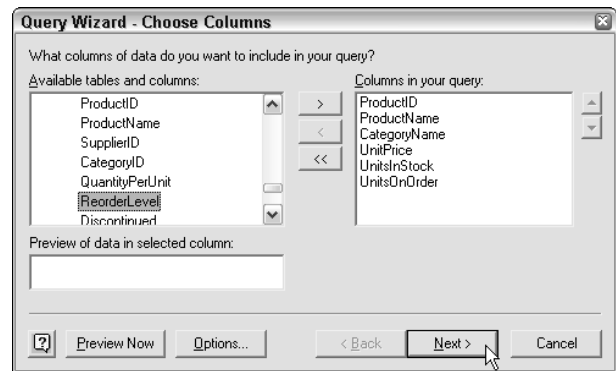 Query Wizard - Choose Columns
What columns of data do you want to include in your query?
Available tables and columns:
ProductID
ProductName
SupplierID
CategoryID
QuantityPerUnit
ReorderLevel
Discontinued
>
<
<<
Columns in your query:
ProductID
ProductName
CategoryName
UnitPrice
UnitsInStock
UnitsOnOrder
Preview of data in selected column:
?
Preview Now
Options...
< Back
Next >
Cancel